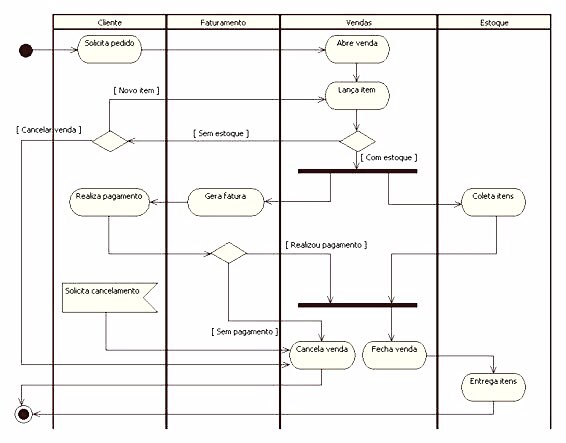 Cliente
Faturamento
Vendas
Estoque
Solicita pedido
Abre venda
[ Novo item ]
Lança item
[ Cancelar venda ]
[ Sem estoque ]
[ Com estoque ]
Realiza pagamento
Gera fatura
Coleta itens
[ Realizou pagamento ]
Solicita cancelamento
[ Sem pagamento ]
Cancela venda
Fecha venda
Entrega itens